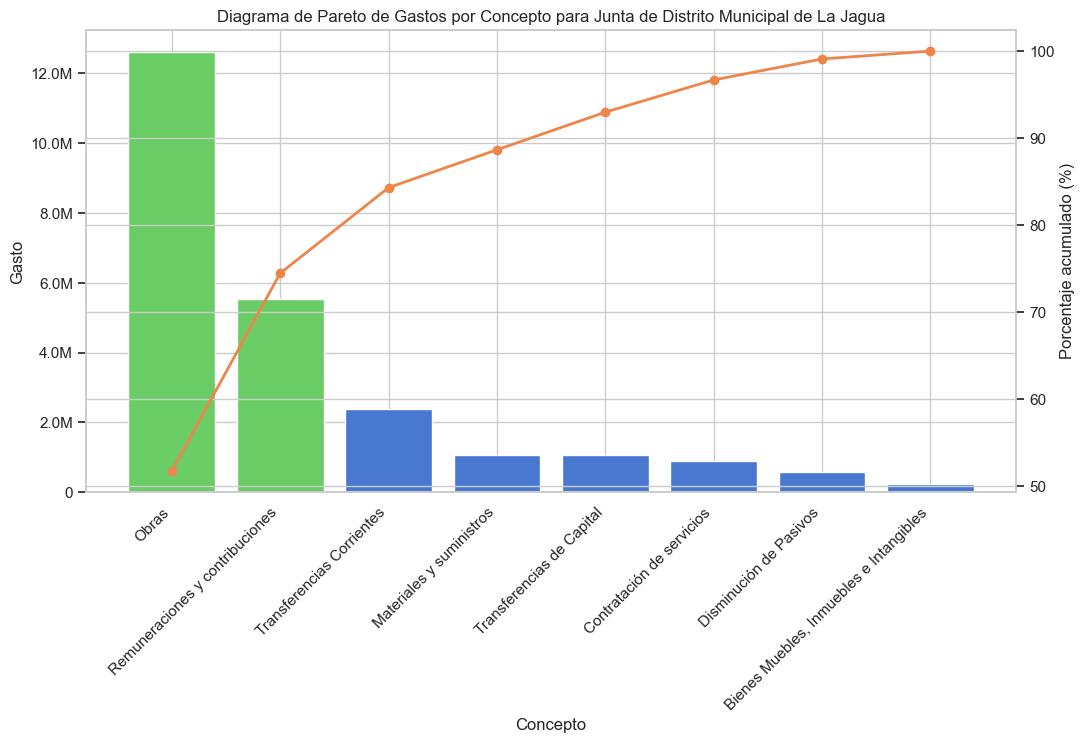 Diagrama de Pareto de Gastos por Concepto para Junta de Distrito Municipal de La Jagua
12.0M
10.0M
8.0M
6.0M
4.0M
2.0M
0
Gasto
100
90
80
70
60
50
Porcentaje acumulado (%)
Obras
Remuneraciones y contribuciones
Transferencias Corrientes
Materiales y suministros
Transferencias de Capital
Contratación de servicios
Disminución de Pasivos
Bienes Muebles, Inmuebles e Intangibles
Concepto